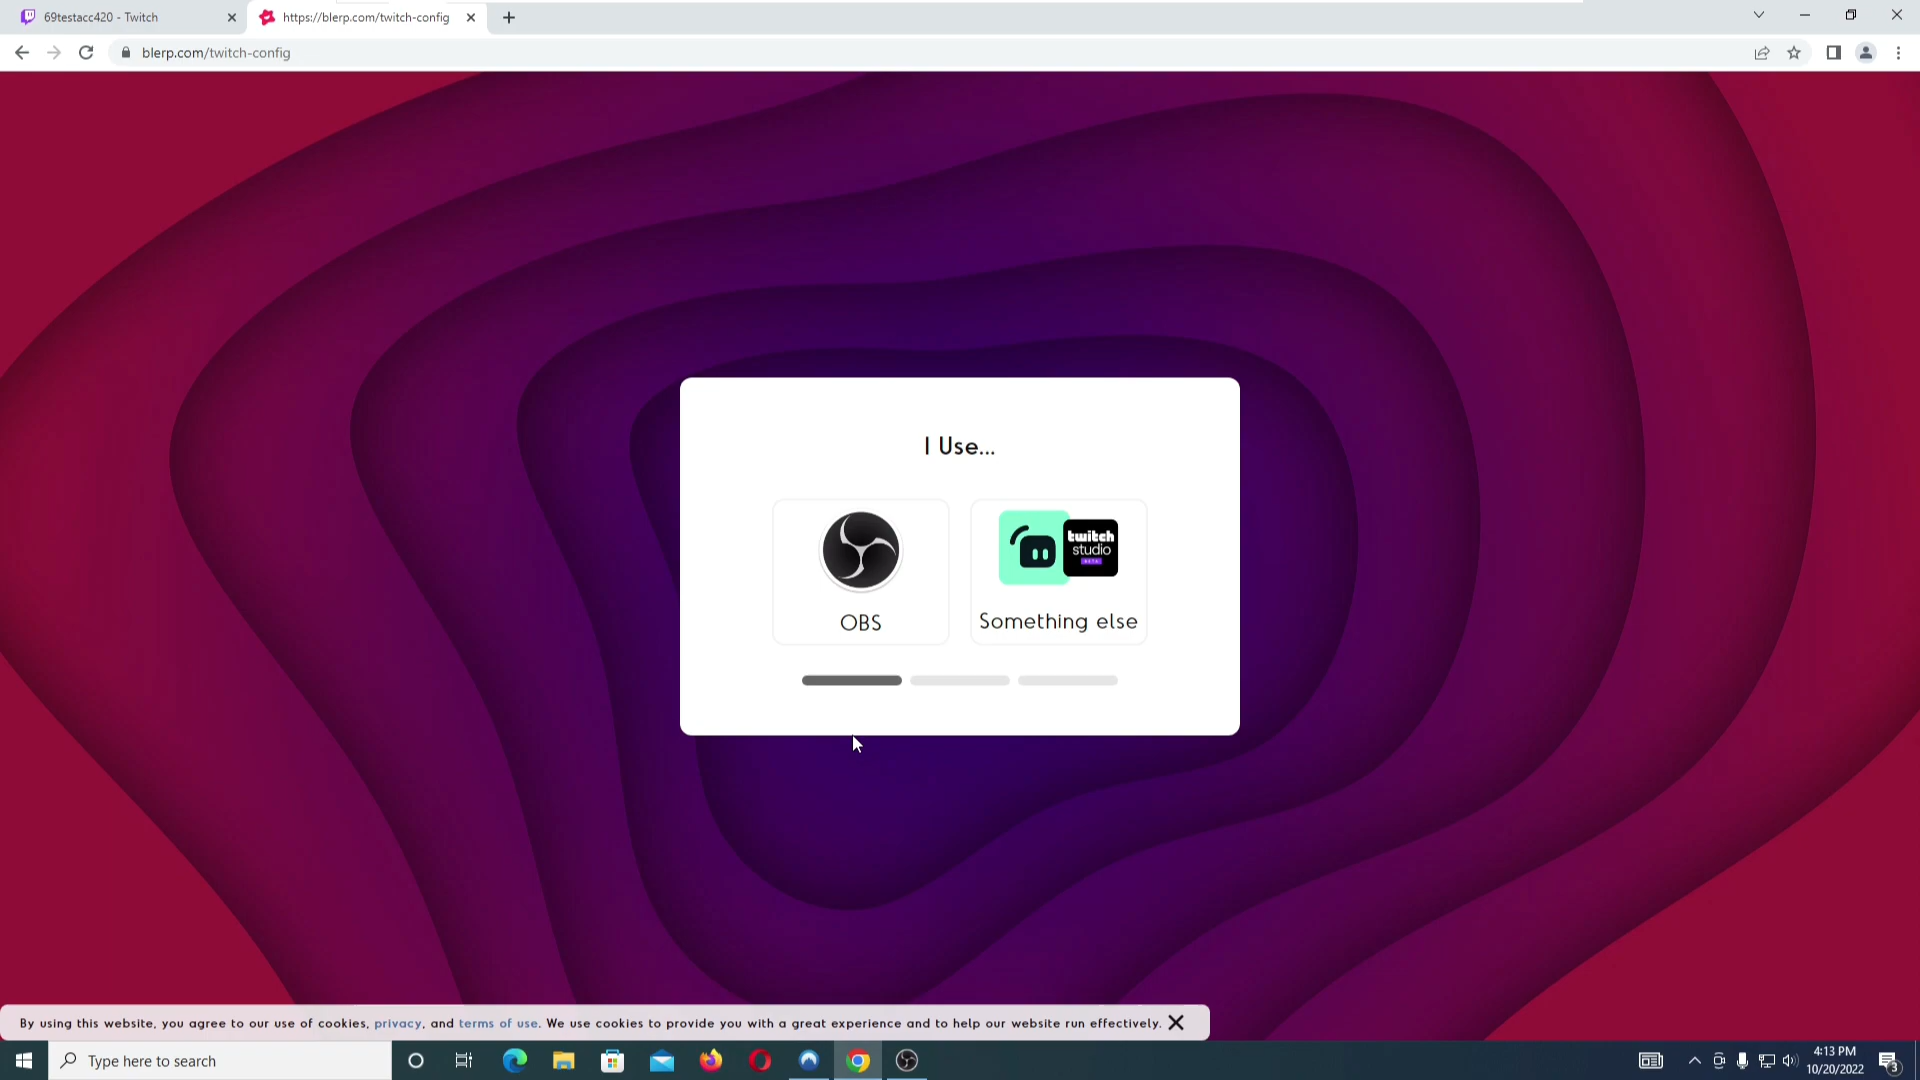 69testacc420 - Twitch
https://blerp.com/twitch-config
blerp.com/twitch-config
I Use...
twitch
studio
BETA
OBS
Something else
By using this website, you agree to our use of cookies, privacy, and terms of use. We use cookies to provide you with a great experience and to help our website run effectively.
Type here to search
4:13 PM
10/20/2022
3